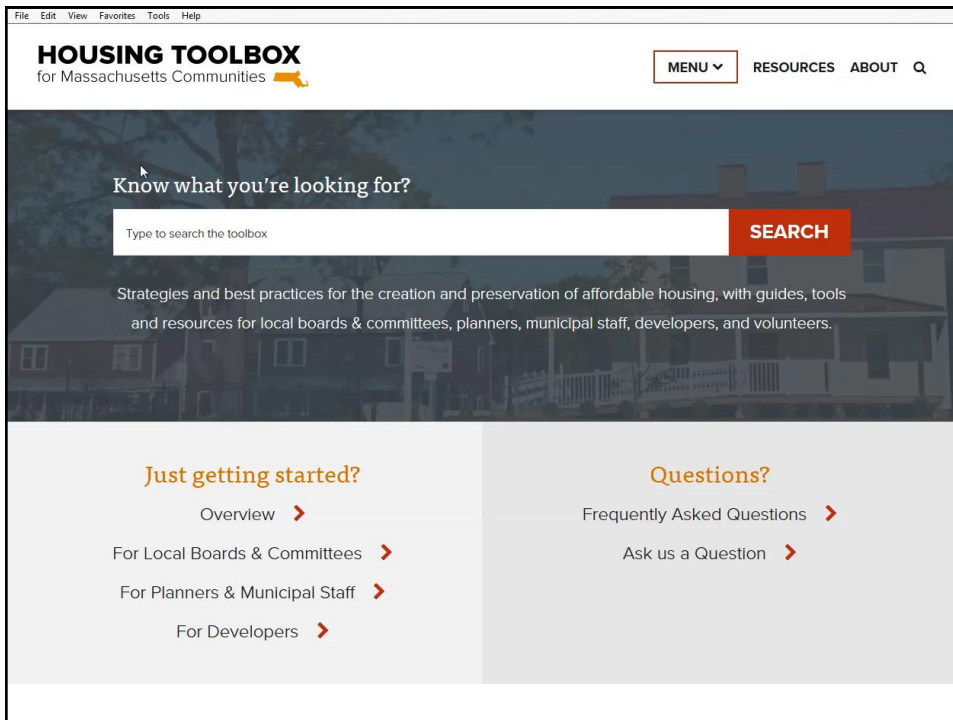 File Edit View Favorites Tools Help
HOUSING TOOLBOX
for Massachusetts Communities
MENU RESOURCES ABOUT
Know what you're looking for?
Type to search the toolbox
SEARCH
Strategies and best practices for the creation and preservation of affordable housing, with guides, tools
and resources for local boards & committees, planners, municipal staff, developers, and volunteers.
Just getting started?
Overview
For Local Boards & Committees
For Planners & Municipal Staff
For Developers
Questions?
Frequently Asked Questions
Ask us a Question